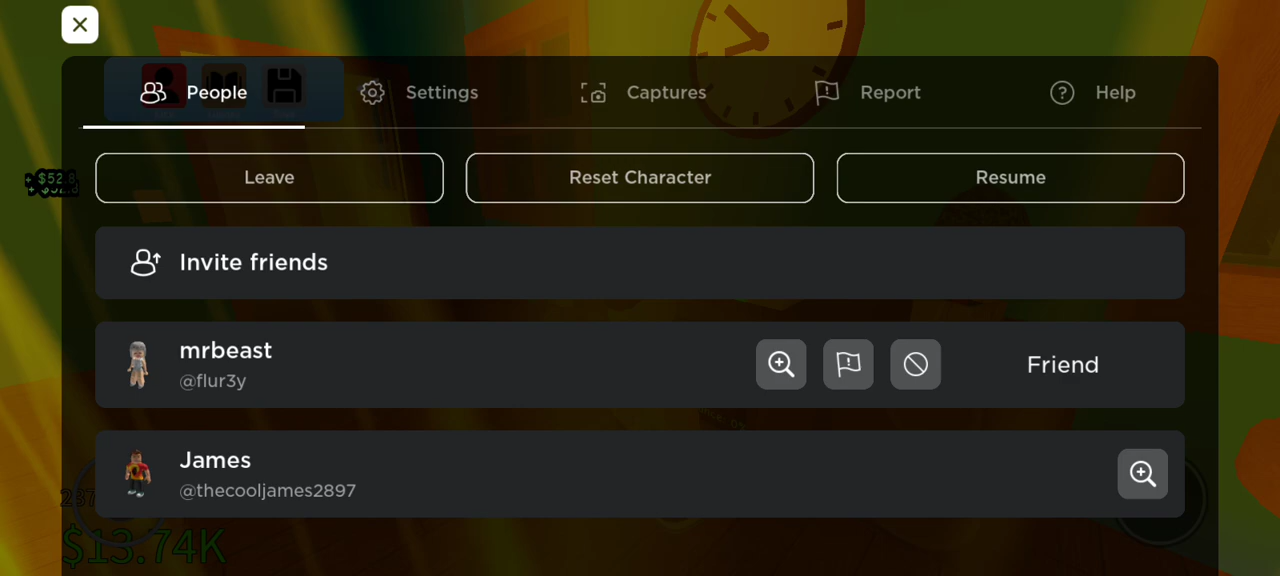 People
Settings
Captures
Report
Help
Leave
Reset Character
Resume
Invite friends
mrbeast
@flur3y
Friend
James
@thecooljames2897
$13.74K